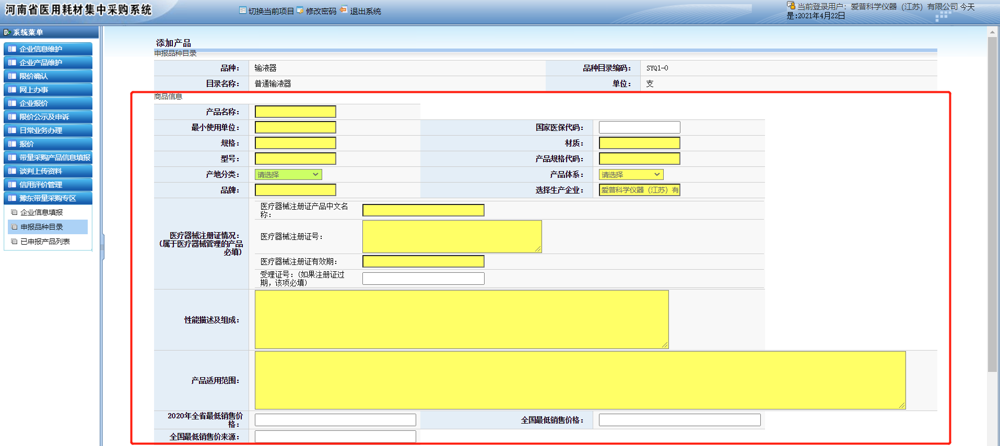 河南省医用耗材集中采购系统
切换当前项目 修改密码 退出系统
当前登录用户：爱普科学仪器（江苏）有限公司 今天
是:2021年4月22日
系统菜单
企业信息维护
企业产品维护
限价确认
网上办事
企业报价
限价公示及申诉
日常业务办理
报价
带量采购产品信息填报
谈判上传资料
信用评价管理
豫东带量采购专区
企业信息填报
申报品种目录
已申报产品列表
添加产品
申报品种目录
品种： 输液器 品种目录编码： SYQ1-0
目录名称： 普通输液器 单位： 支
商品信息
产品名称：
最小使用单位： 国家医保代码：
规格： 材质：
型号： 产品规格代码：
产地分类： 请选择 产品体系： 请选择
品牌： 选择生产企业： 爱普科学仪器（江苏）有
医疗器械注册证情况：
（属于医疗器械管理的产品
必填）
医疗器械注册证产品中文名
称：
医疗器械注册证号：
医疗器械注册证有效期：
受理证号：（如果注册证过
期，该项必填）
性能描述及组成：
产品适用范围：
2020年全省最低销售价
格：
全国最低销售价格：
全国最低销售价来源：